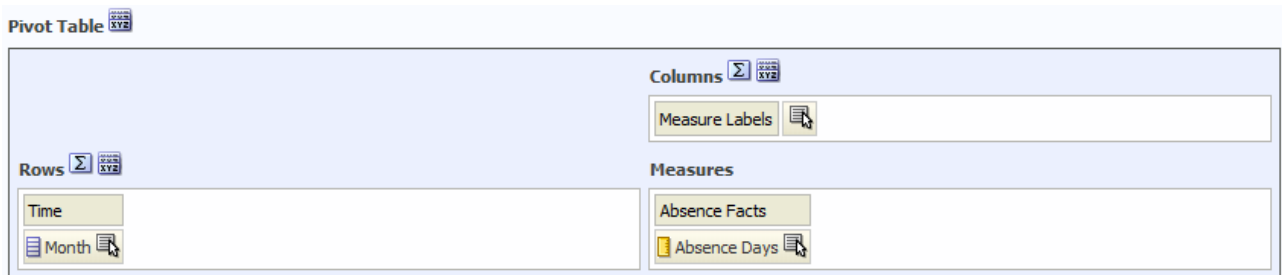 Pivot Table
Columns
Measure Labels
Rows
Measures
Time
Absence Facts
Month
Absence Days